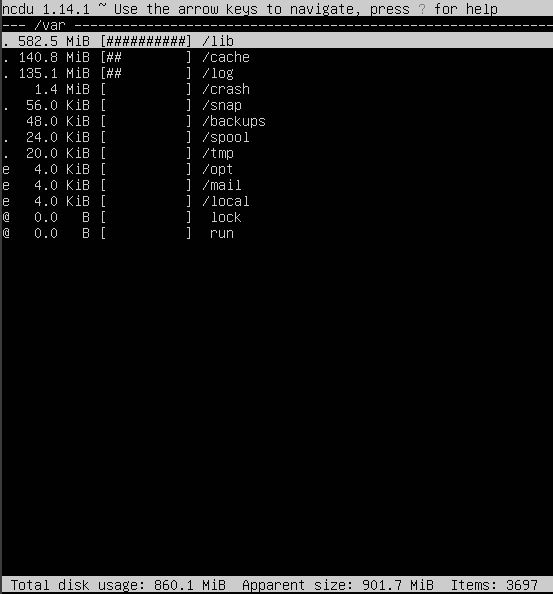 ncdu 1.14.1 ~ Use the arrow keys to navigate, press ? for help
--- /var ---------------------------------------------------------
. 582.5 MiB [##########] /lib
. 140.8 MiB [##        ] /cache
. 135.1 MiB [##        ] /log
    1.4 MiB [          ] /crash
.  56.0 KiB [          ] /snap
   48.0 KiB [          ] /backups
.  24.0 KiB [          ] /spool
.  20.0 KiB [          ] /tmp
e   4.0 KiB [          ] /opt
e   4.0 KiB [          ] /mail
e   4.0 KiB [          ] /local
@   0.0   B [          ]  lock
@   0.0   B [          ]  run
Total disk usage: 860.1 MiB  Apparent size: 901.7 MiB  Items: 3697